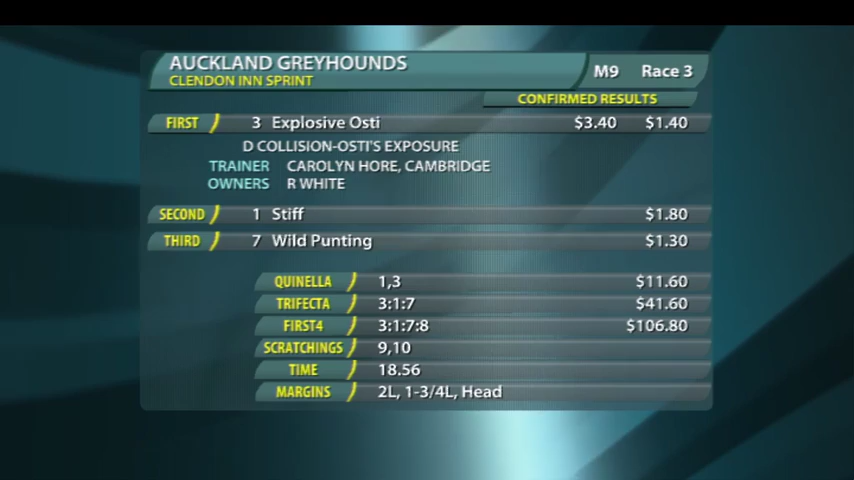 AUCKLAND GREYHOUNDS
CLENDON INN SPRINT
M9 Race 3
CONFIRMED RESULTS
FIRST 3 Explosive Osti $3.40 $1.40
D COLLISION-OSTI'S EXPOSURE
TRAINER CAROLYN HORE, CAMBRIDGE
OWNERS R WHITE
SECOND 1 Stiff $1.80
THIRD 7 Wild Punting $1.30
QUINELLA 1,3 $11.60
TRIFECTA 3:1:7 $41.60
FIRST4 3:1:7:8 $106.80
SCRATCHINGS 9,10
TIME 18.56
MARGINS 2L, 1-3/4L, Head